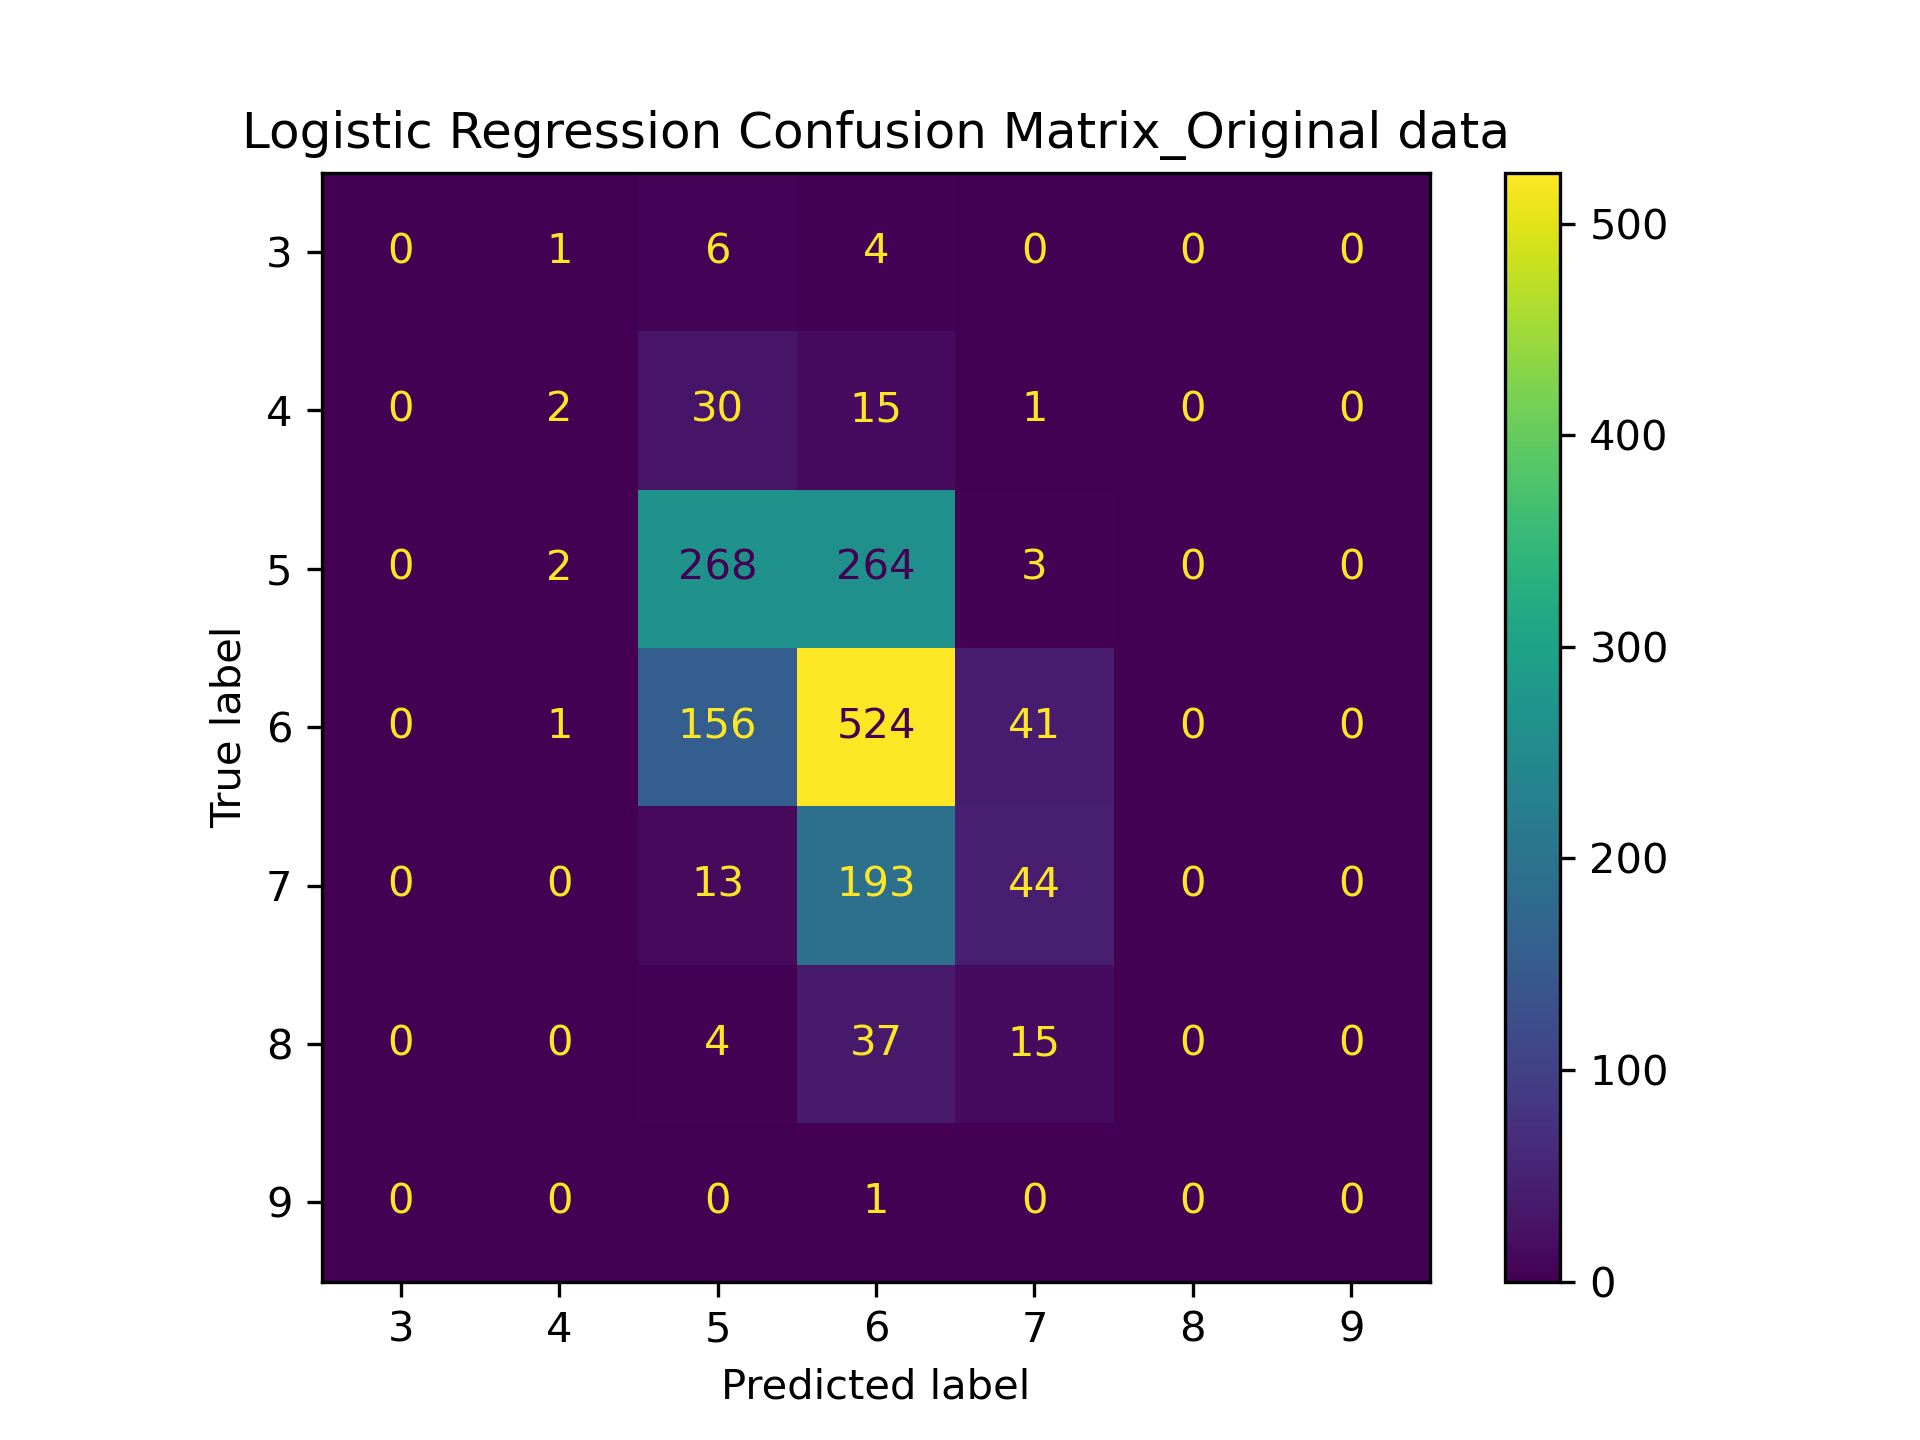 Logistic Regression Confusion Matrix_Original data
3 0 1 6 4 0 0 0
4 0 2 30 15 1 0 0
5 0 2 268 264 3 0 0
6 0 1 156 524 41 0 0
7 0 0 13 193 44 0 0
8 0 0 4 37 15 0 0
9 0 0 0 1 0 0 0
3 4 5 6 7 8 9
True label
Predicted label
500
400
300
200
100
0